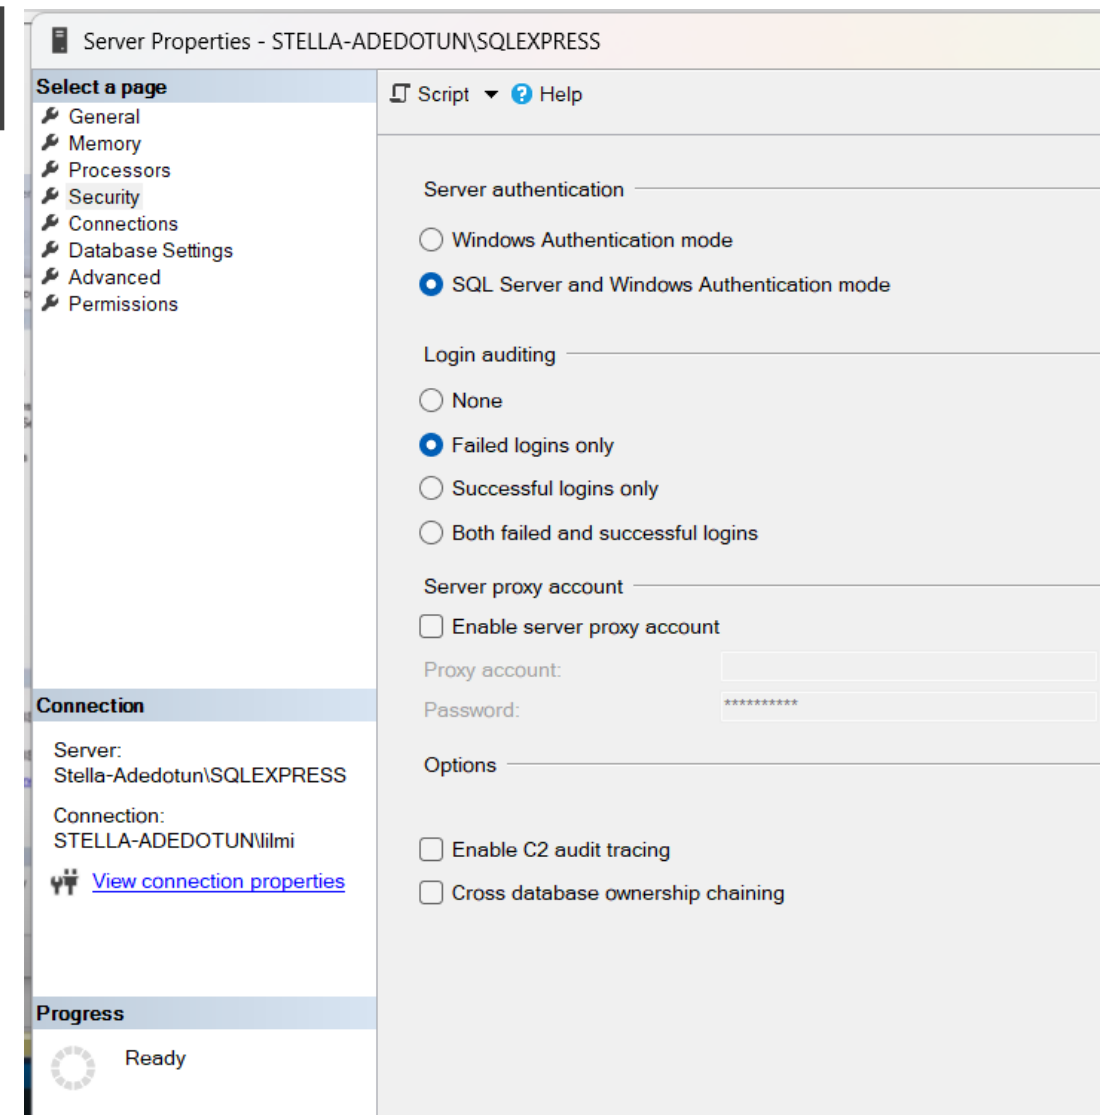 Server Properties - STELLA-ADEDOTUN\SQLEXPRESS
Select a page
General
Memory
Processors
Security
Connections
Database Settings
Advanced
Permissions
Script
Help
Server authentication
Windows Authentication mode
SQL Server and Windows Authentication mode
Login auditing
None
Failed logins only
Successful logins only
Both failed and successful logins
Server proxy account
Enable server proxy account
Proxy account:
Password: **********
Options
Enable C2 audit tracing
Cross database ownership chaining
Connection
Server:
Stella-Adedotun\SQLEXPRESS
Connection:
STELLA-ADEDOTUN\lilmi
View connection properties
Progress
Ready